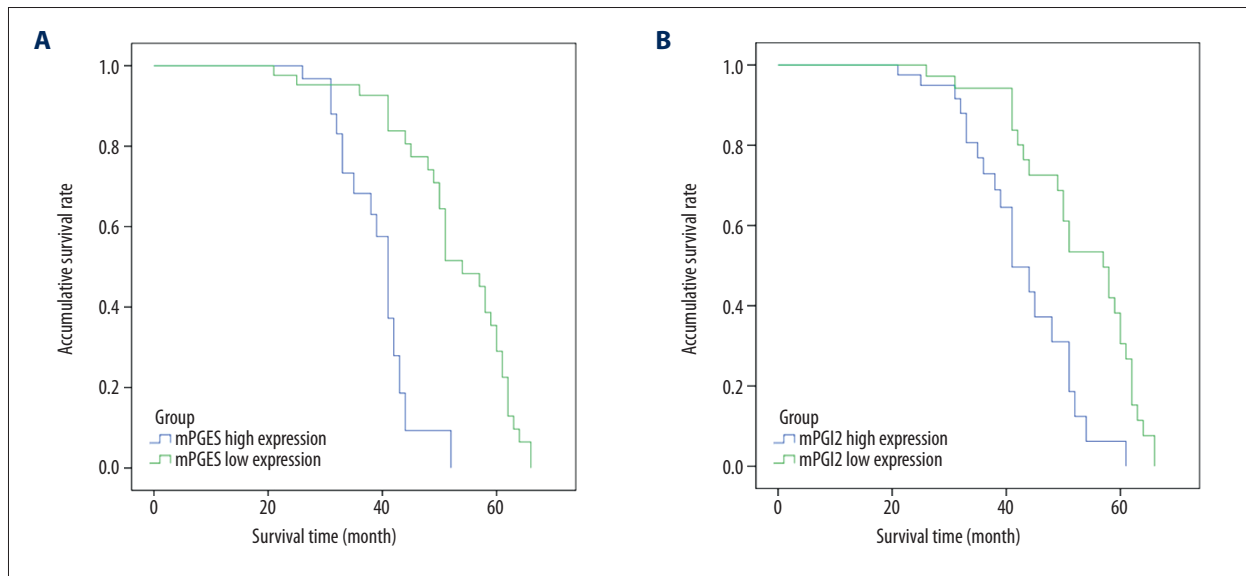 A
1.0
0.8
0.6
0.4
0.2
0.0
Accumulative survival rate
Group
mPGES high expression
mPGES low expression
0
20
40
60
Survival time (month)
B
1.0
0.8
0.6
0.4
0.2
0.0
Accumulative survival rate
Group
mPGI2 high expression
mPGI2 low expression
0
20
40
60
Survival time (month)